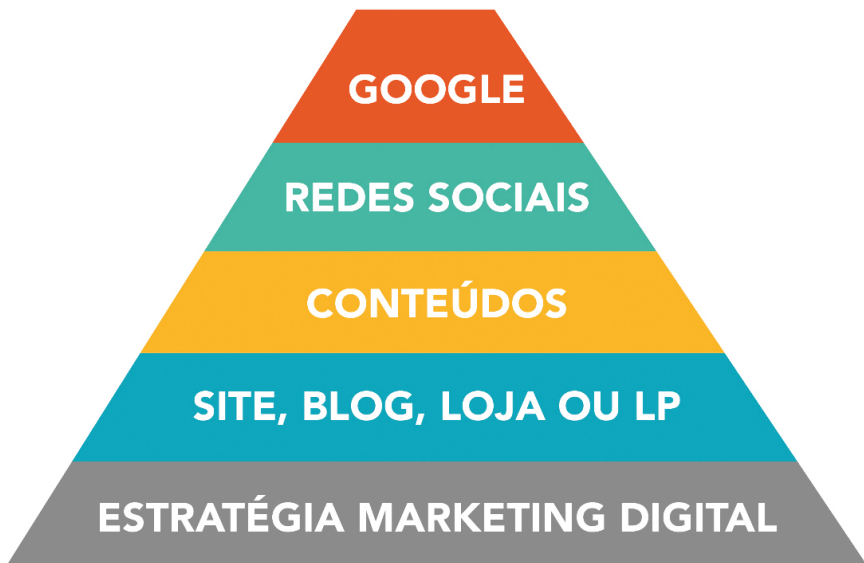 GOOGLE
REDES SOCIAIS
CONTEÚDOS
SITE, BLOG, LOJA OU LP
ESTRATÉGIA MARKETING DIGITAL